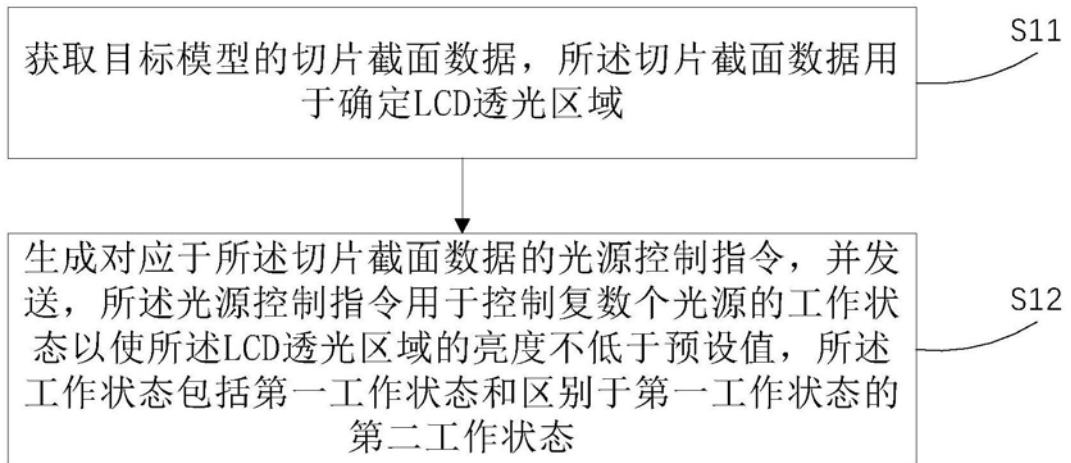 S11
获取目标模型的切片截面数据，所述切片截面数据用
于确定LCD透光区域
生成对应于所述切片截面数据的光源控制指令，并发
送，所述光源控制指令用于控制复数个光源的工作状
态以使所述LCD透光区域的亮度不低于预设值，所述
工作状态包括第一工作状态和区别于第一工作状态的
第二工作状态
S12